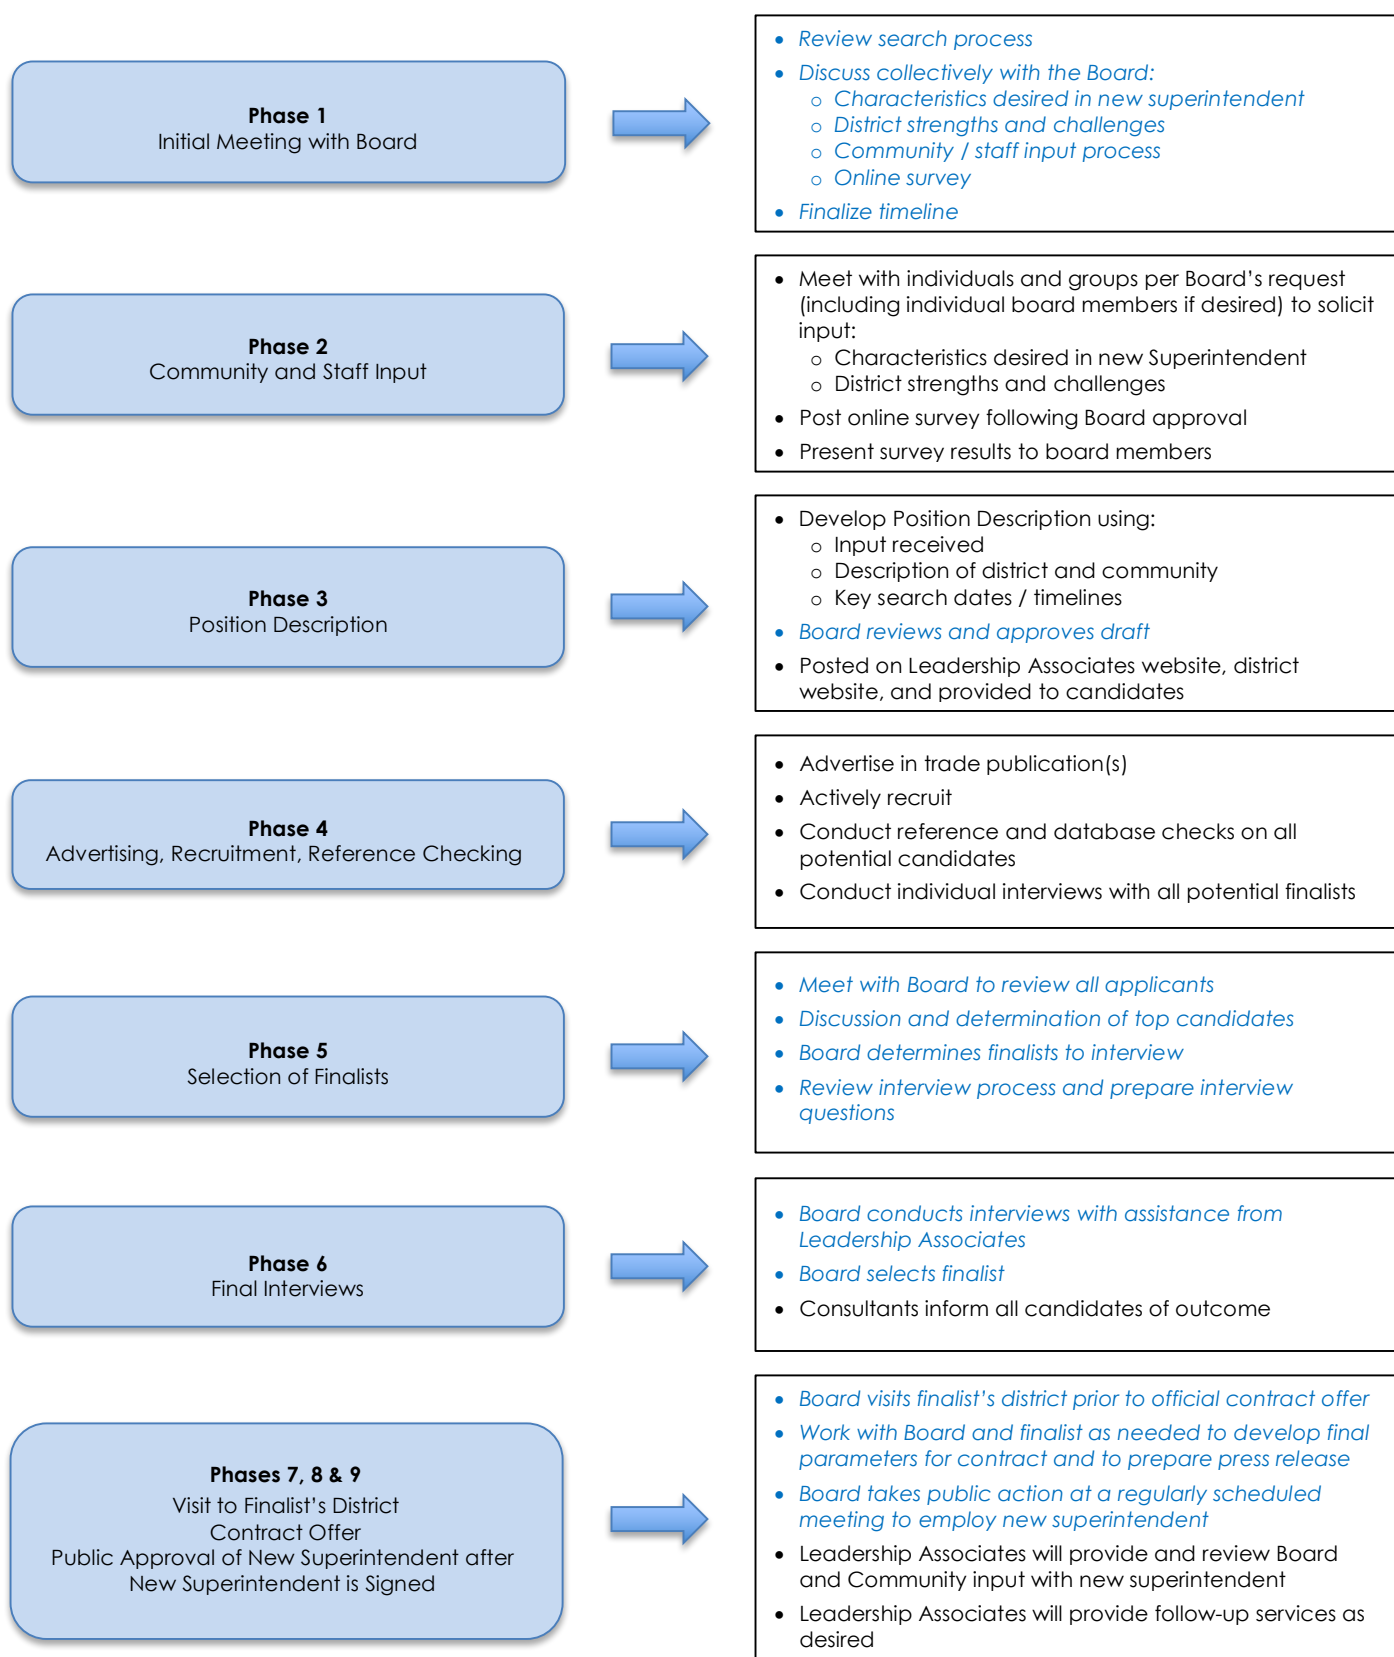 Phase 1
Initial Meeting with Board
• Review search process
• Discuss collectively with the Board:
o Characteristics desired in new superintendent
o District strengths and challenges
o Community / staff input process
o Online survey
• Finalize timeline
Phase 2
Community and Staff Input
• Meet with individuals and groups per Board’s request
(including individual board members if desired) to solicit
input:
o Characteristics desired in new Superintendent
o District strengths and challenges
• Post online survey following Board approval
• Present survey results to board members
Phase 3
Position Description
• Develop Position Description using:
o Input received
o Description of district and community
o Key search dates / timelines
• Board reviews and approves draft
• Posted on Leadership Associates website, district
website, and provided to candidates
Phase 4
Advertising, Recruitment, Reference Checking
• Advertise in trade publication(s)
• Actively recruit
• Conduct reference and database checks on all
potential candidates
• Conduct individual interviews with all potential finalists
Phase 5
Selection of Finalists
• Meet with Board to review all applicants
• Discussion and determination of top candidates
• Board determines finalists to interview
• Review interview process and prepare interview
questions
Phase 6
Final Interviews
• Board conducts interviews with assistance from
Leadership Associates
• Board selects finalist
• Consultants inform all candidates of outcome
Phases 7, 8 & 9
Visit to Finalist’s District
Contract Offer
Public Approval of New Superintendent after
New Superintendent is Signed
• Board visits finalist’s district prior to official contract offer
• Work with Board and finalist as needed to develop final
parameters for contract and to prepare press release
• Board takes public action at a regularly scheduled
meeting to employ new superintendent
• Leadership Associates will provide and review Board
and Community input with new superintendent
• Leadership Associates will provide follow-up services as
desired